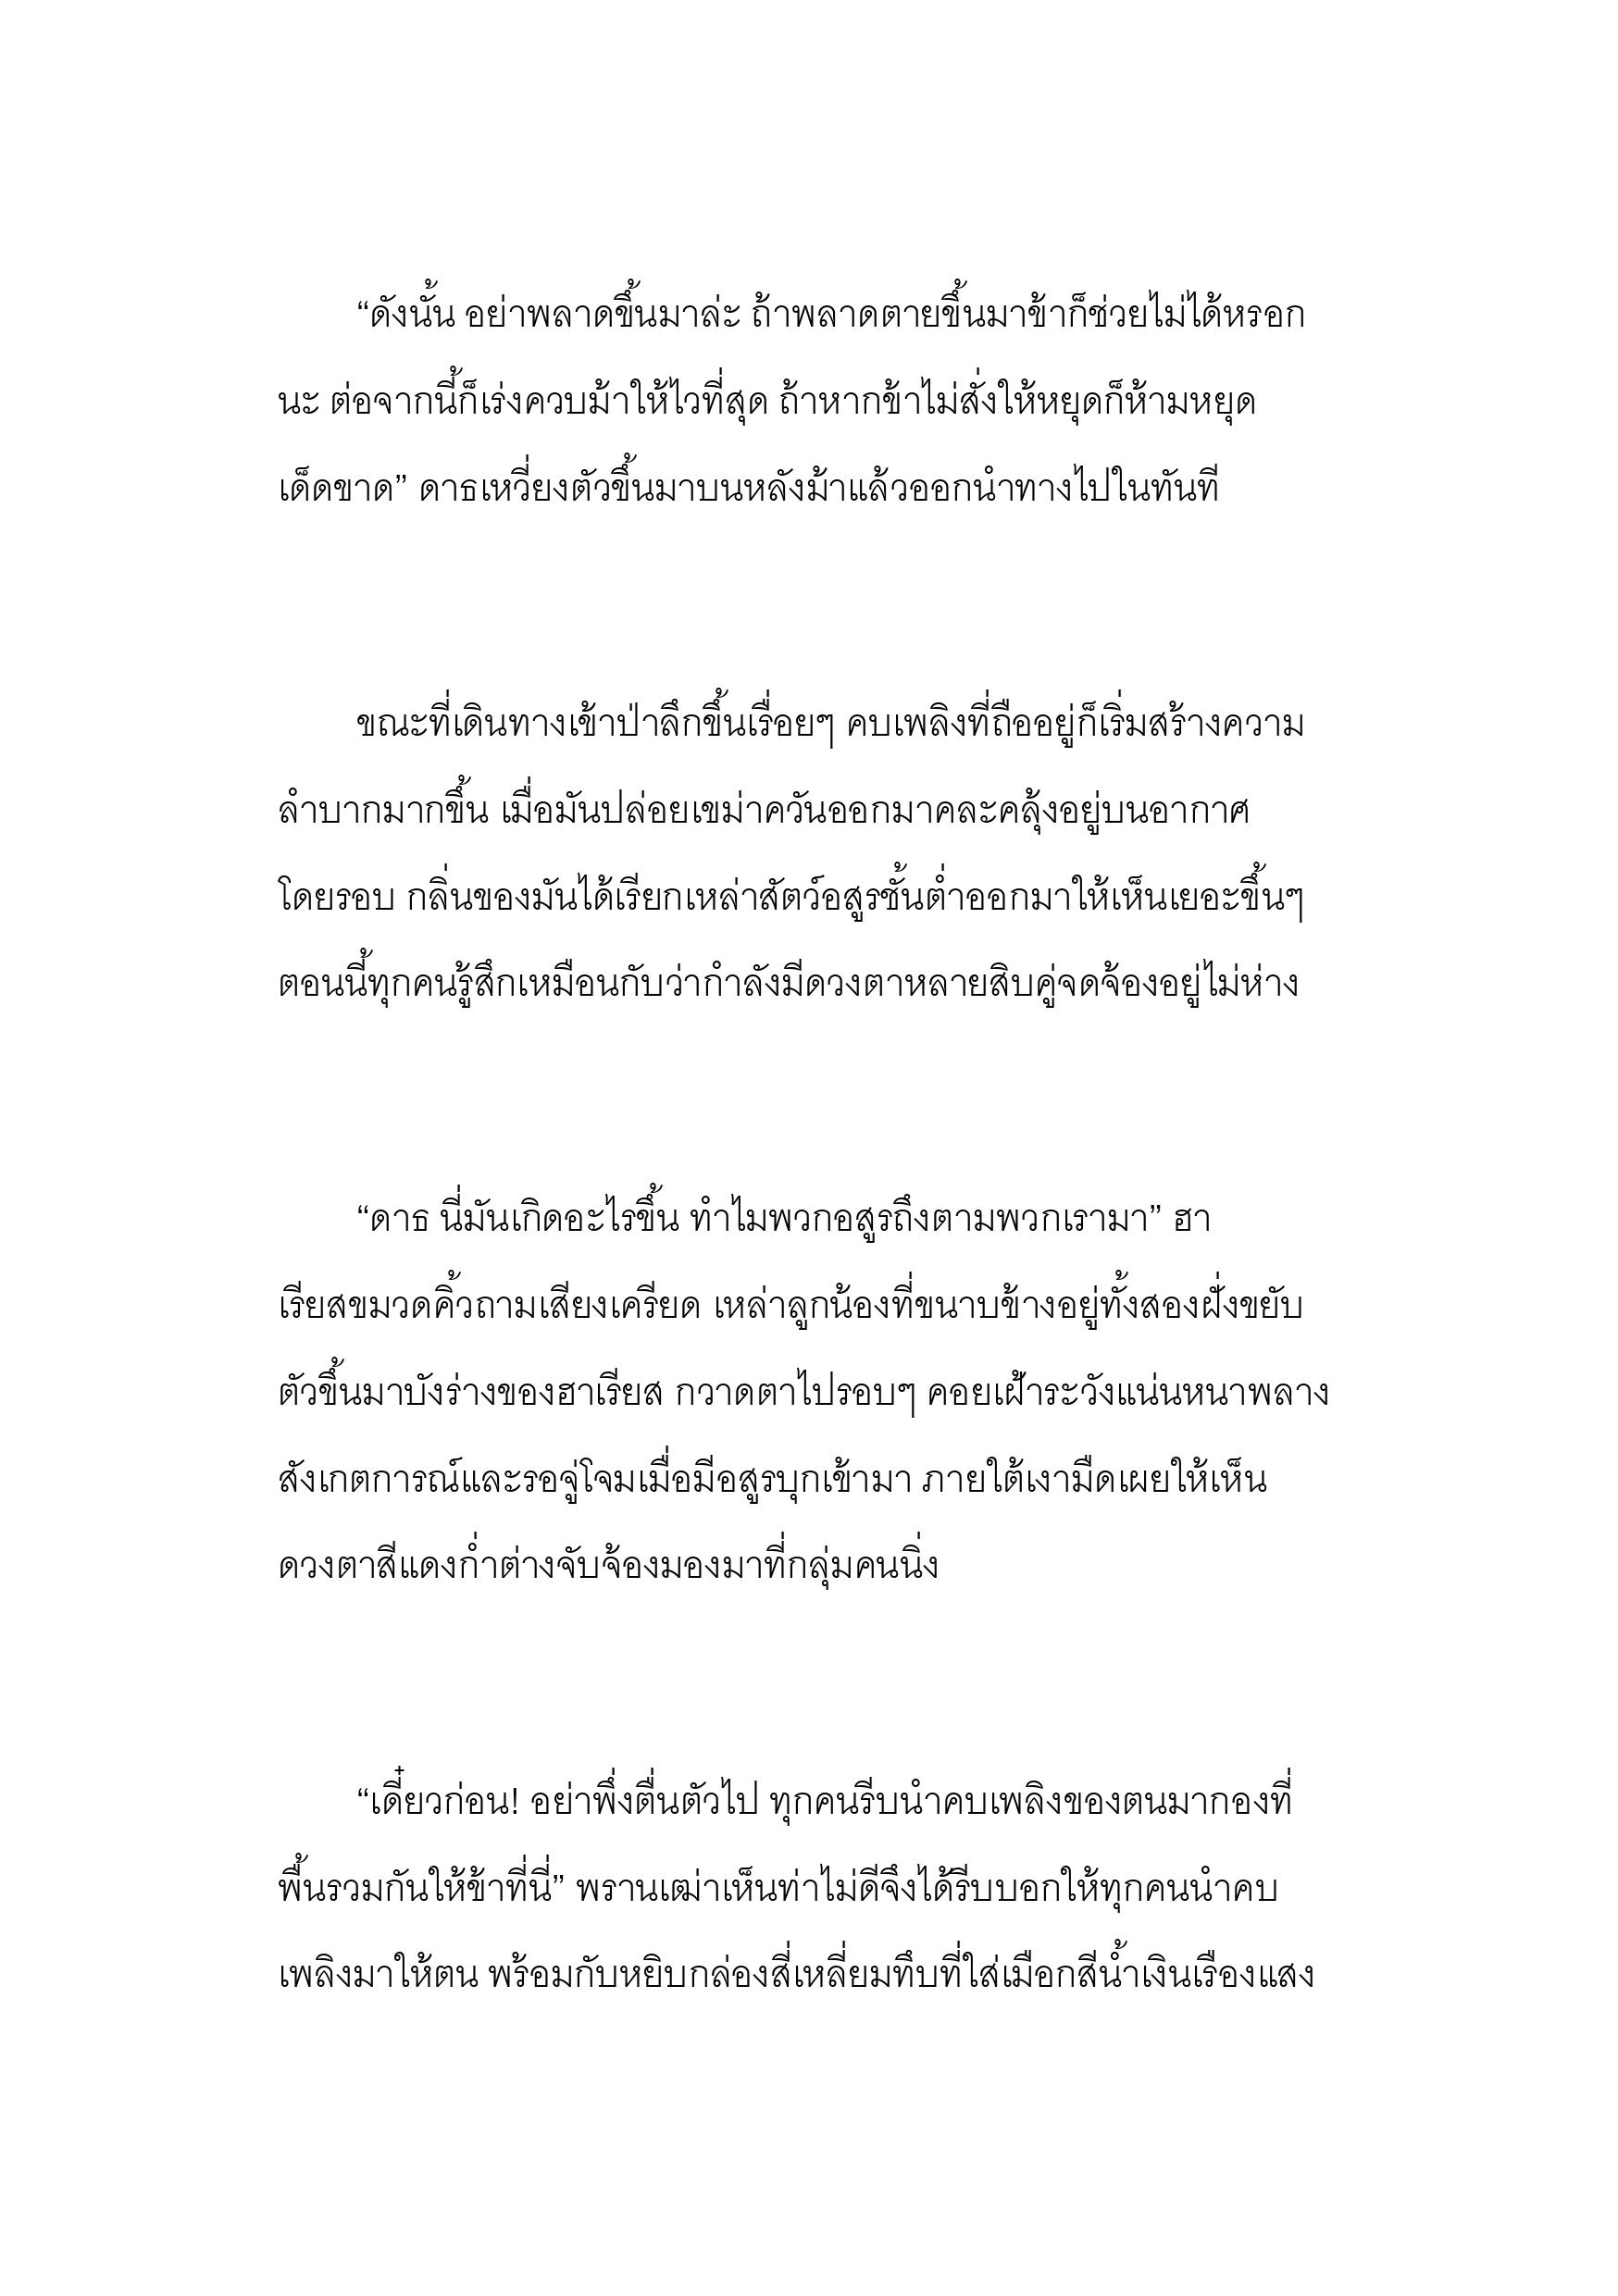 “ดังนั้น อย่าพลาดขึ้นมาล่ะ ถ้าพลาดตายขึ้นมาข้าก็ช่วยไม่ได้หรอก
นะ ต่อจากนี้ก็เร่งควบม้าให้ไวที่สุด ถ้าหากข้าไม่สั่งให้หยุดก็ห้ามหยุด
เด็ดขาด” ดาธเหวี่ยงตัวขึ้นมาบนหลังม้าแล้วออกนำทางไปในทันที
ขณะที่เดินทางเข้าป่าลึกขึ้นเรื่อยๆ คบเพลิงที่ถืออยู่ก็เริ่มสร้างความ
ลำบากมากขึ้น เมื่อมันปล่อยเขม่าควันออกมาคละคลุ้งอยู่บนอากาศ
โดยรอบ กลิ่นของมันได้เรียกเหล่าสัตว์อสูรชั้นต่ำออกมาให้เห็นเยอะขึ้นๆ
ตอนนี้ทุกคนรู้สึกเหมือนกับว่ากำลังมีดวงตาหลายสิบคู่จดจ้องอยู่ไม่ห่าง
“ดาธ นี่มันเกิดอะไรขึ้น ทำไมพวกอสูรถึงตามพวกเรามา” ฮา
เรียสขมวดคิ้วถามเสียงเครียด เหล่าลูกน้องที่ขนาบข้างอยู่ทั้งสองฝั่งขยับ
ตัวขึ้นมาบังร่างของฮาเรียส กวาดตาไปรอบๆ คอยเฝ้าระวังแน่นหนาพลาง
สังเกตการณ์และรอจู่โจมเมื่อมีอสูรบุกเข้ามา ภายใต้เงามืดเผยให้เห็น
ดวงตาสีแดงก่ำต่างจับจ้องมองมาที่กลุ่มคนนิ่ง
“เดี๋ยวก่อน! อย่าพึ่งตื่นตัวไป ทุกคนรีบนำคบเพลิงของตนมากองที่
พื้นรวมกันให้ข้าที่นี่” พรานเฒ่าเห็นท่าไม่ดีจึงได้รีบบอกให้ทุกคนนำคบ
เพลิงมาให้ตน พร้อมกับหยิบกล่องสี่เหลี่ยมทึบที่ใส่เมือกสีน้ำเงินเรืองแสง